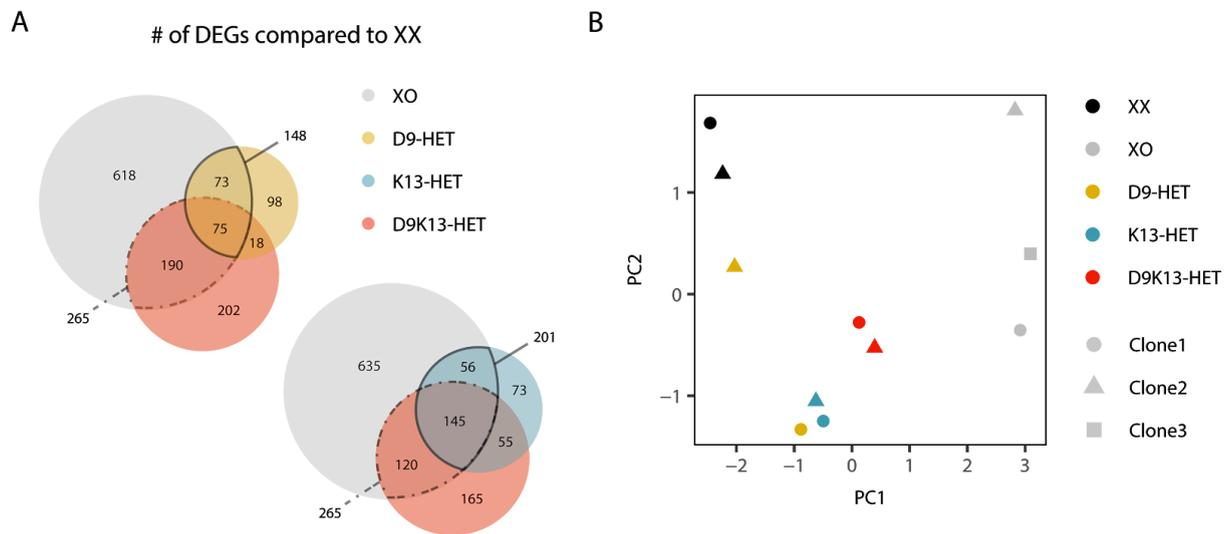 A
# of DEGs compared to XX
XO
D9-HET
K13-HET
D9K13-HET
148
618
73
98
75
18
190
202
265
201
635
56
73
145
55
120
165
265
B
PC2
1
0
−1
−2
−1
0
1
2
3
PC1
XX
XO
D9-HET
K13-HET
D9K13-HET
Clone1
Clone2
Clone3